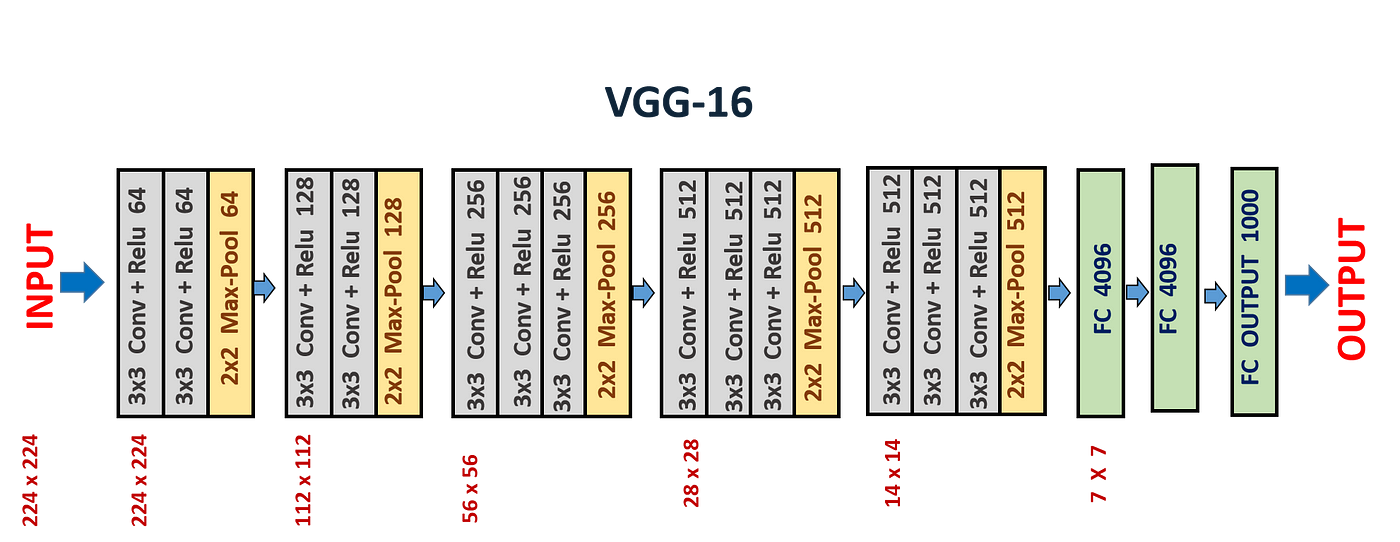 VGG-16
INPUT
3x3 Conv + Relu 64
3x3 Conv + Relu 64
2x2 Max-Pool 64
3x3 Conv + Relu 128
3x3 Conv + Relu 128
2x2 Max-Pool 128
3x3 Conv + Relu 256
3x3 Conv + Relu 256
3x3 Conv + Relu 256
2x2 Max-Pool 256
3x3 Conv + Relu 512
3x3 Conv + Relu 512
3x3 Conv + Relu 512
2x2 Max-Pool 512
3x3 Conv + Relu 512
3x3 Conv + Relu 512
3x3 Conv + Relu 512
2x2 Max-Pool 512
FC 4096
FC 4096
FC OUTPUT 1000
OUTPUT
224 x 224
224 x 224
112 x 112
56 x 56
28 x 28
14 x 14
7 X 7